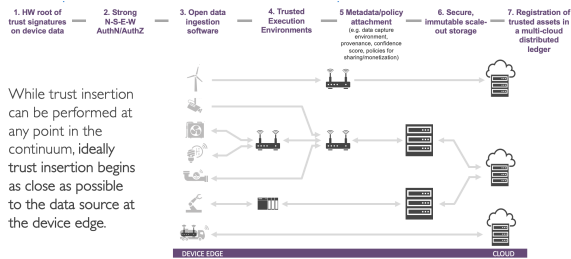 1. HW root of
trust signatures
on device data
2. Strong
N-S-E-W
AuthN/AuthZ
3. Open data
ingestion
software
4. Trusted
Execution
Environments
5 Metadata/policy
attachment
(e.g. data capture
environment,
provenance, confidence
score, policies for
sharing/monetization)
6. Secure,
immutable scale-
out storage
7. Registration of
trusted assets in
a multi-cloud
distributed
ledger
While trust insertion
can be performed at
any point in the
continuum, ideally
trust insertion begins
as close as possible
to the data source at
the device edge.
DEVICE EDGE
CLOUD